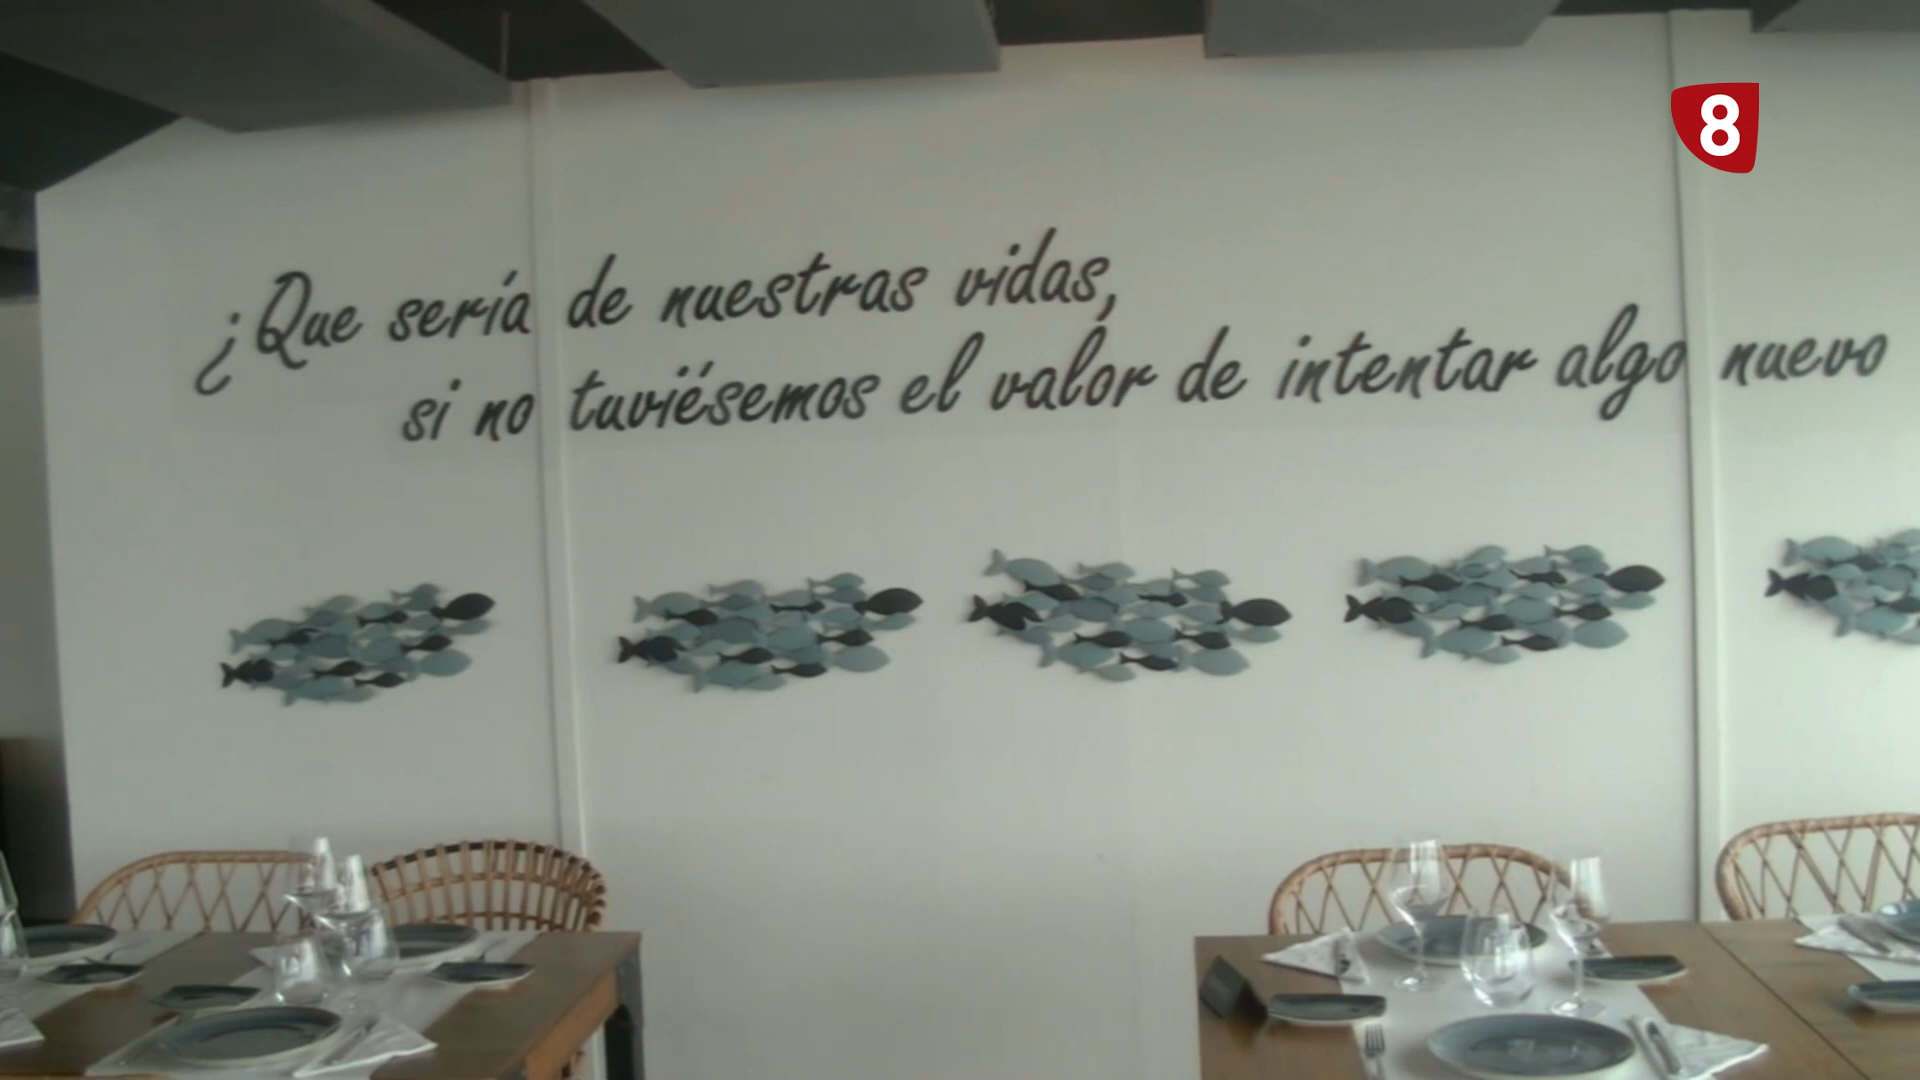 8
¿Que sería de nuestras vidas,
si no tuviésemos el valor de intentar algo nuevo